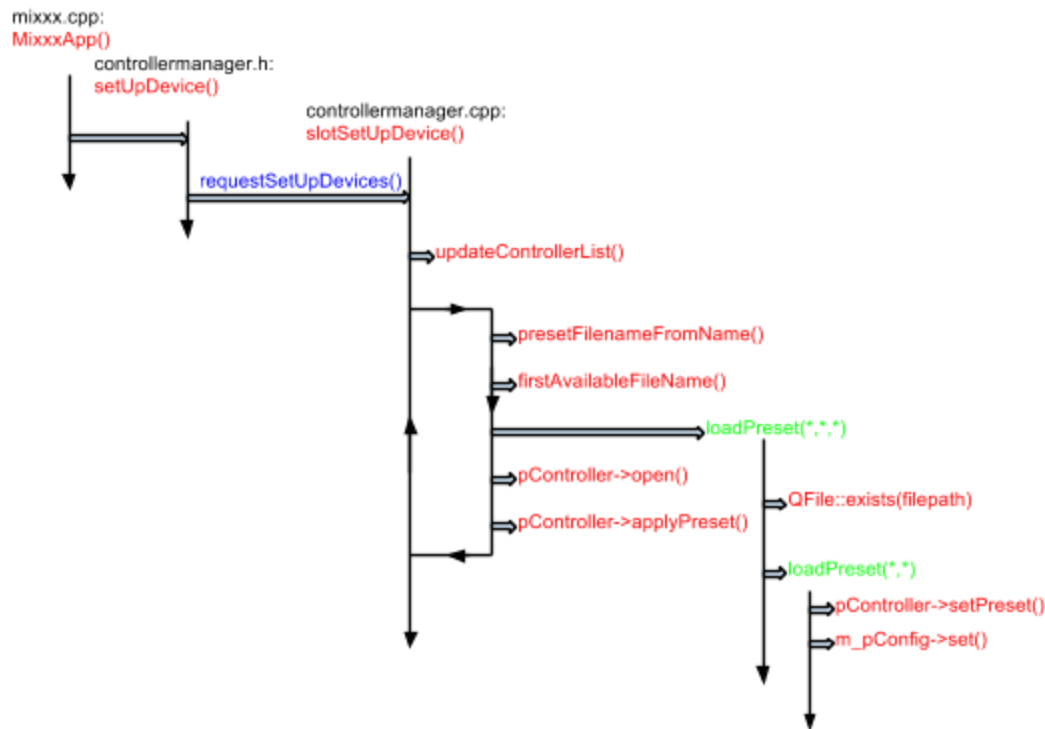 mixxx.cpp:
MixxxApp()
controllermanager.h:
setUpDevice()
controllermanager.cpp:
slotSetUpDevice()
requestSetUpDevices()
updateControllerList()
presetFilenameFromName()
firstAvailableFileName()
loadPreset(*,*,*)
pController->open()
QFile::exists(filepath)
pController->applyPreset()
loadPreset(*,*)
pController->setPreset()
m_pConfig->set()